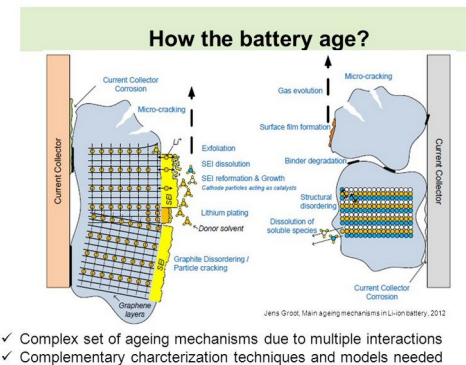 How the battery age?
Current Collector
Corrosion
Micro-cracking
Current Collector
Li+
Exfoliation
SEI dissolution
SEI reformation & Growth
Cathode particles acting as catalysts
SEI
Lithium plating
Donor solvent
SEI
Graphite Disordering /
Particle cracking
Graphene
layers
Micro-cracking
Gas evolution
Surface film formation
Binder degradation
Structural
disordering
Dissolution of
soluble species
Current Collector
Current Collector
Corrosion
Jens Groot, Main ageing mechanisms in Li-ion battery, 2012
✓ Complex set of ageing mechanisms due to multiple interactions
✓ Complementary charcterization techniques and models needed